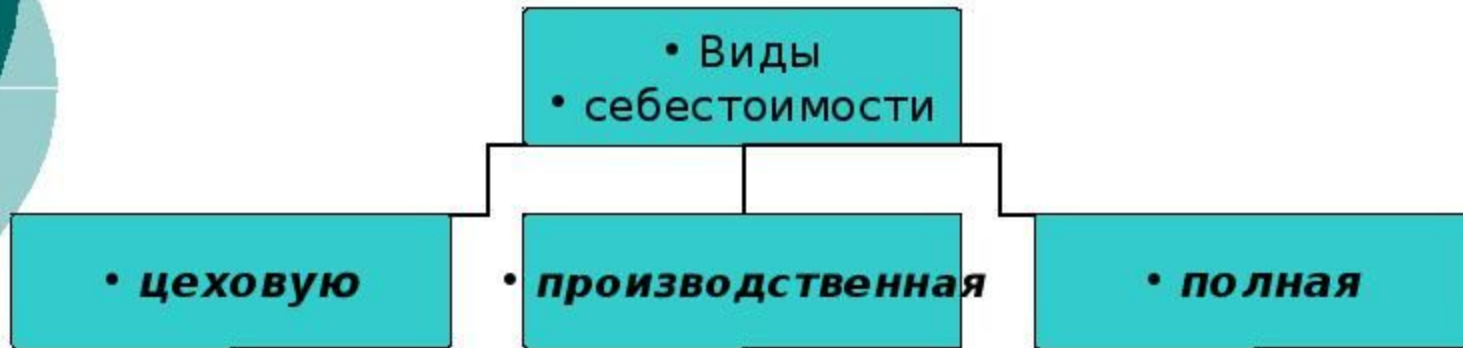 • Виды
• себестоимости
• цеховую
• производственная
• полная